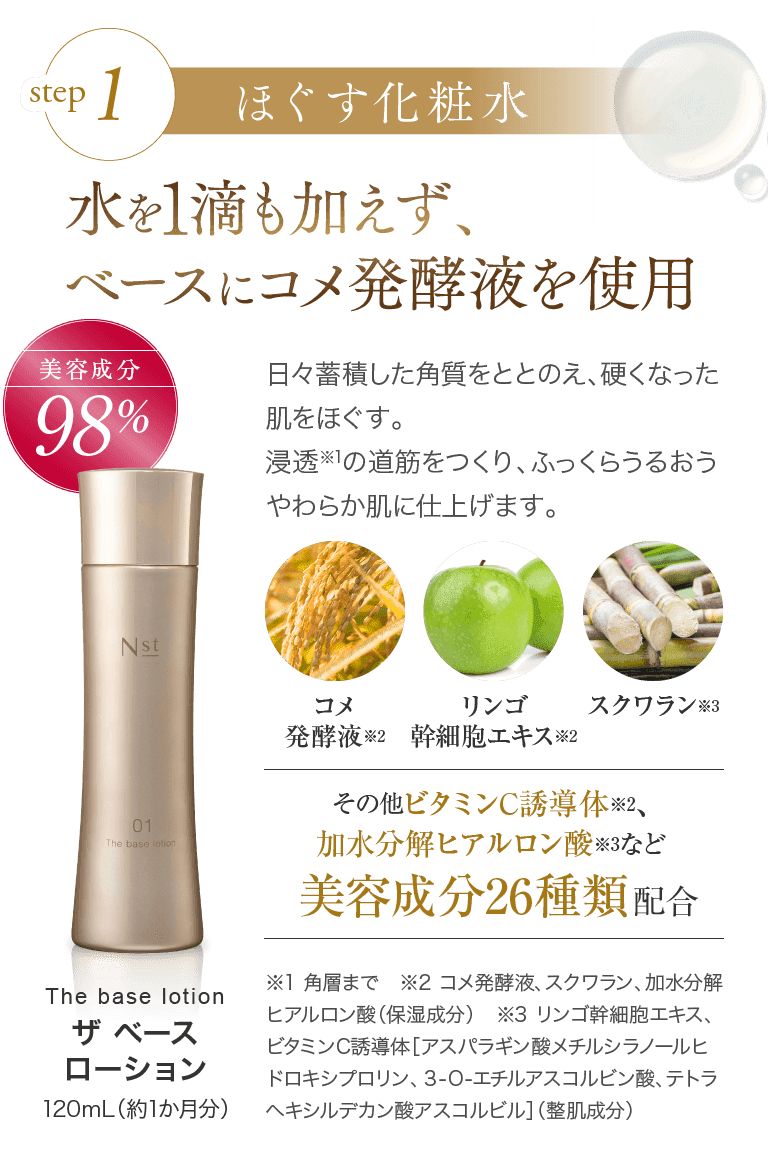 step 1
ほぐす化粧水
水を1滴も加えず、
ベースにコメ発酵液を使用
美容成分
98%
日々蓄積した角質をととのえ、硬くなった
肌をほぐす。
浸透※1の道筋をつくり、ふっくらうるおう
やわらか肌に仕上げます。
Nst
01
The base lotion
コメ
発酵液※2
リンゴ
幹細胞エキス※2
スクワラン※3
その他ビタミンC誘導体※2、
加水分解ヒアルロン酸※3など
美容成分26種類配合
※1 角層まで ※2 コメ発酵液、スクワラン、加水分解
ヒアルロン酸(保湿成分) ※3 リンゴ幹細胞エキス、
ビタミンC誘導体[アスパラギン酸メチルシラノールヒ
ドロキシプロリン、3-O-エチルアスコルビン酸、テトラ
ヘキシルデカン酸アスコルビル](整肌成分)
The base lotion
ザ ベース
ローション
120mL(約1か月分)